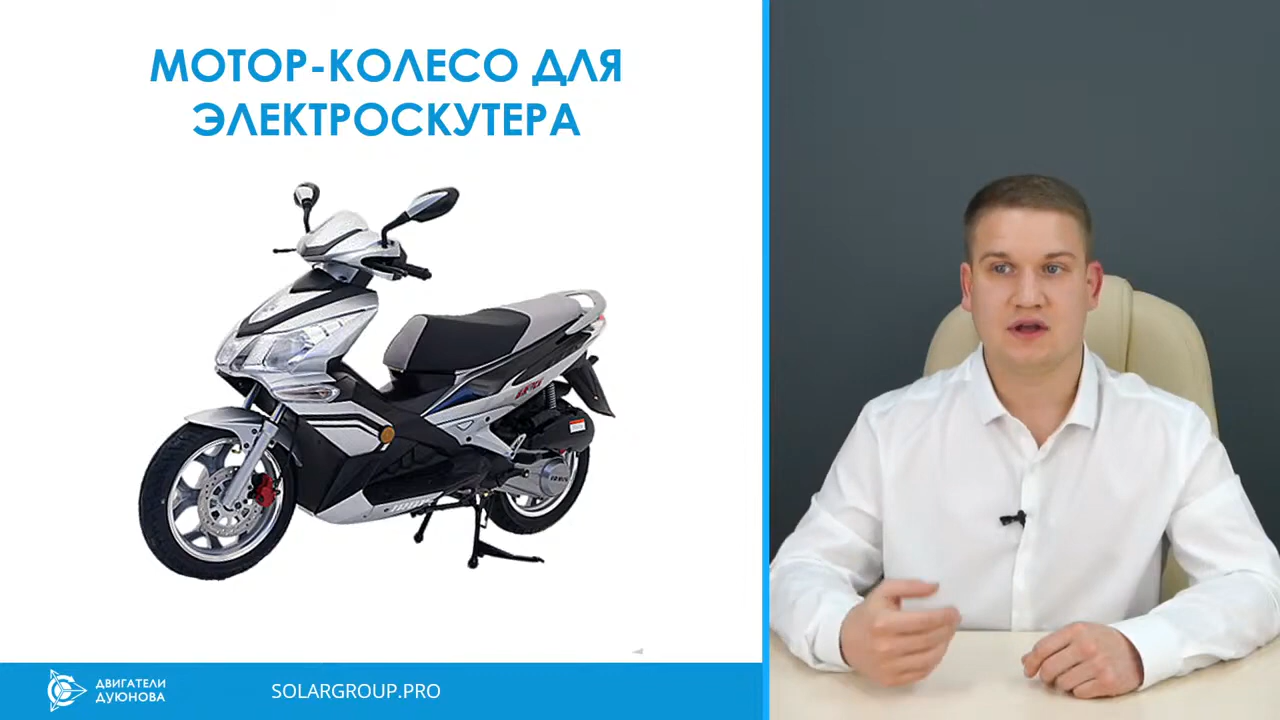 МОТОР-КОЛЕСО ДЛЯ
ЭЛЕКТРОСКУТЕРА
ДВИГАТЕЛИ
ДУЮНОВА
SOLARGROUP.PRO